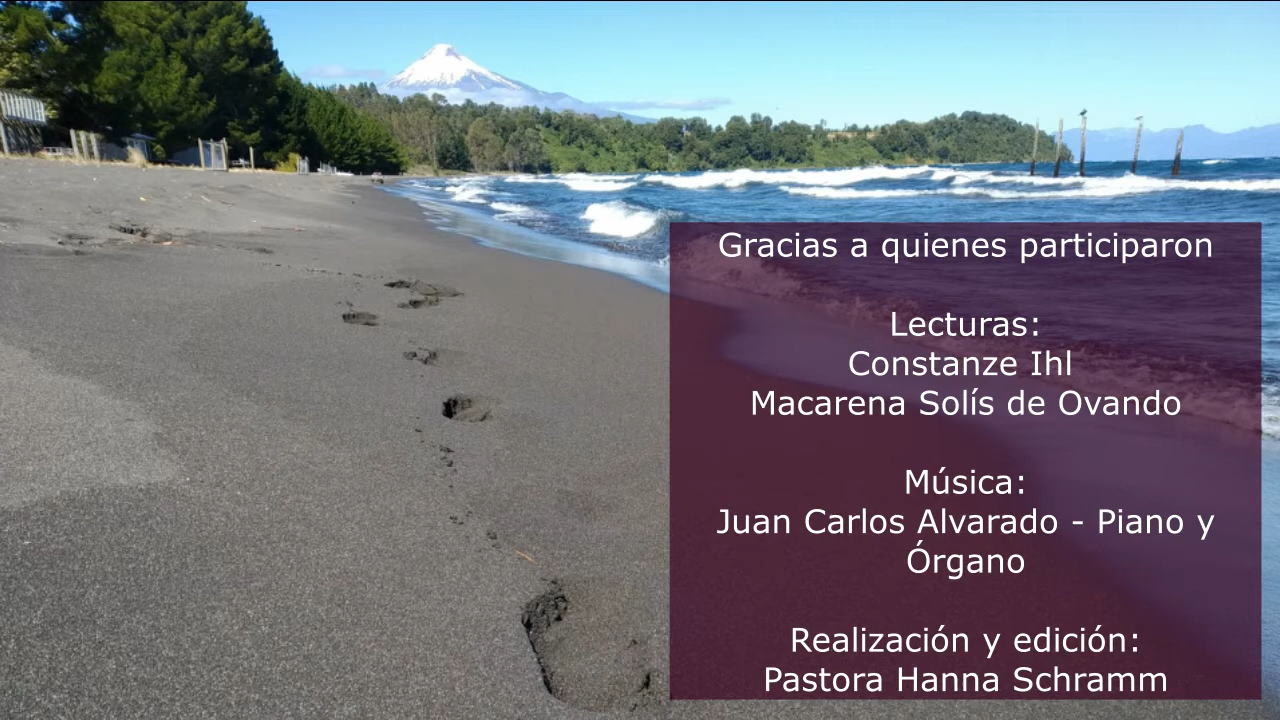 Gracias a quienes participaron
Lecturas:
Constanze Ihl
Macarena Solís de Ovando
Música:
Juan Carlos Alvarado - Piano y
Órgano
Realización y edición:
Pastora Hanna Schramm